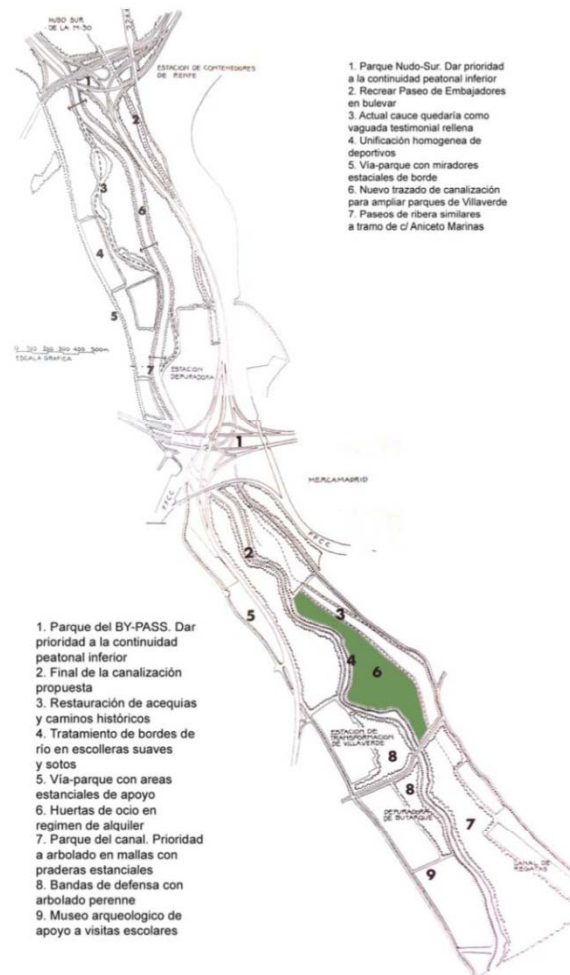 NUDO SUR
DE LA M-30
ESTACION DE CONTENEDORES
DE RENFE
1. Parque Nudo-Sur. Dar prioridad
a la continuidad peatonal inferior
2. Recrear Paseo de Embajadores
en bulevar
3. Actual cauce quedaría como
vaguada testimonial rellena
4. Unificación homogenea de
deportivos
5. Vía-parque con miradores
estaciales de borde
6. Nuevo trazado de canalización
para ampliar parques de Villaverde
7. Paseos de ribera similares
a tramo de c/ Aniceto Marinas
1
2
3
6
4
5
0 100 200 300 400 500m
ESCALA GRAFICA
7
ESTACION
DEPURADORA
1
MERCAMADRID
FFCC
FFCC
2
5
3
4
6
1. Parque del BY-PASS. Dar
prioridad a la continuidad
peatonal inferior
2. Final de la canalización
propuesta
3. Restauración de acequias
y caminos históricos
4. Tratamiento de bordes de
río en escolleras suaves
y sotos
5. Vía-parque con areas
estanciales de apoyo
6. Huertas de ocio en
regimen de alquiler
7. Parque del canal. Prioridad
a arbolado en mallas con
praderas estanciales
8. Bandas de defensa con
arbolado perenne
9. Museo arqueologico de
apoyo a visitas escolares
ESTACION DE
TRANSFORMACION
DE VILLAVERDE
8
8
DEPURADORA
DE BUTARQUE
7
9
CANAL DE
REGATAS